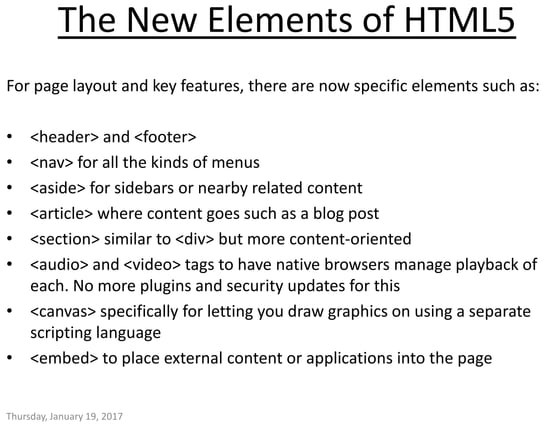 The New Elements of HTML5
For page layout and key features, there are now specific elements such as:
• <header> and <footer>
• <nav> for all the kinds of menus
• <aside> for sidebars or nearby related content
• <article> where content goes such as a blog post
• <section> similar to <div> but more content-oriented
• <audio> and <video> tags to have native browsers manage playback of
each. No more plugins and security updates for this
• <canvas> specifically for letting you draw graphics on using a separate
scripting language
• <embed> to place external content or applications into the page
Thursday, January 19, 2017